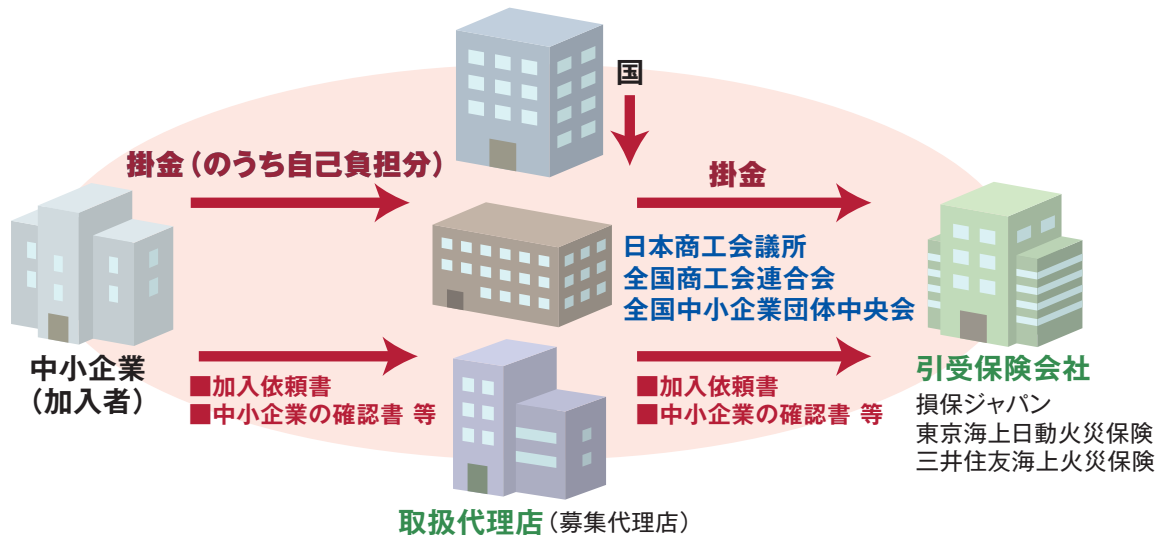 国
掛金（のうち自己負担分）
掛金
日本商工会議所
全国商工会連合会
全国中小企業団体中央会
中小企業
（加入者）
■加入依頼書
■中小企業の確認書 等
■加入依頼書
■中小企業の確認書 等
引受保険会社
損保ジャパン
東京海上日動火災保険
三井住友海上火災保険
取扱代理店（募集代理店）